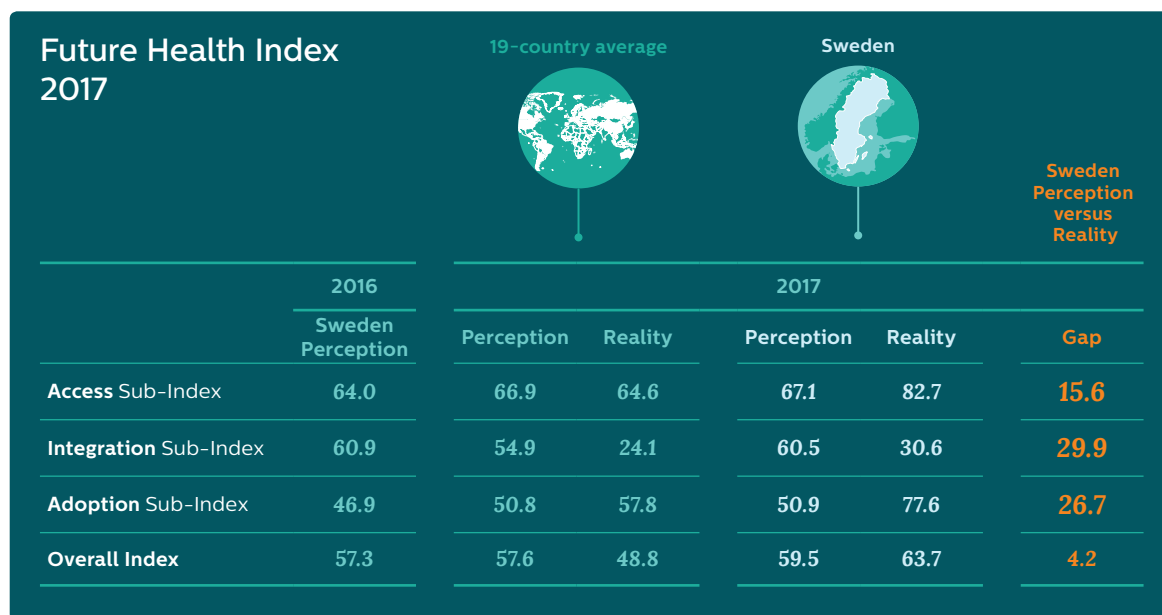 Future Health Index
2017
19-country average
Sweden
Sweden
Perception
versus
Reality
2016
2017
Sweden
Perception
Perception Reality Perception Reality Gap
Access Sub-Index 64.0 66.9 64.6 67.1 82.7 15.6
Integration Sub-Index 60.9 54.9 24.1 60.5 30.6 29.9
Adoption Sub-Index 46.9 50.8 57.8 50.9 77.6 26.7
Overall Index 57.3 57.6 48.8 59.5 63.7 4.2